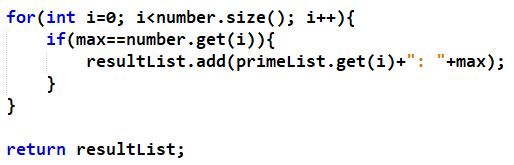 for(int i=0; i<number.size(); i++){
    if(max==number.get(i)){
        resultList.add(primeList.get(i)+": "+max);
    }
}

return resultList;